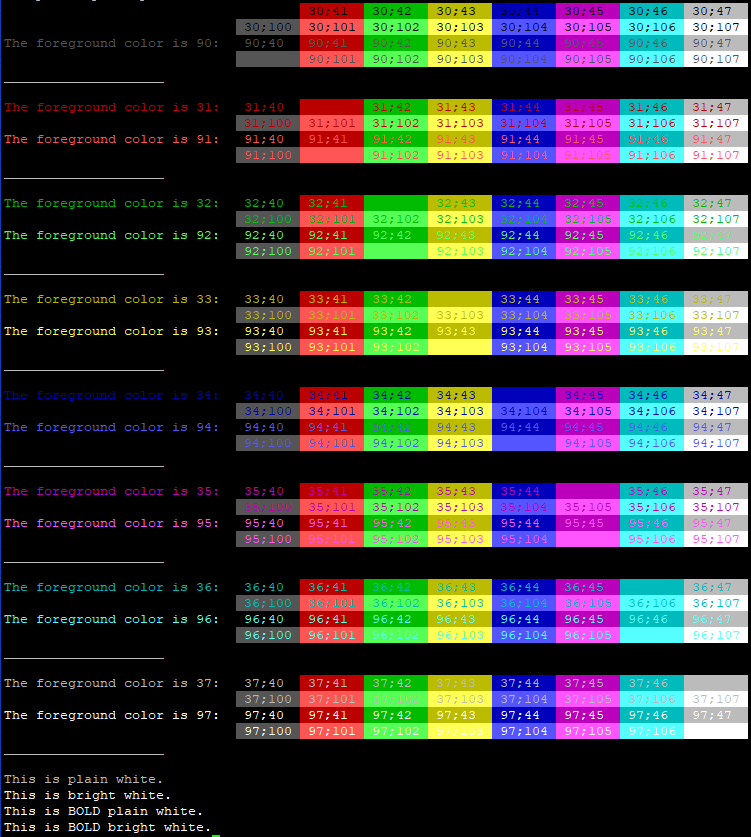 30;41 30;42 30;43 30;44 30;45 30;46 30;47
30;100 30;101 30;102 30;103 30;104 30;105 30;106 30;107
The foreground color is 90: 90;40 90;41 90;42 90;43 90;44 90;45 90;46 90;47
90;101 90;102 90;103 90;104 90;105 90;106 90;107
The foreground color is 31: 31;40 31;42 31;43 31;44 31;45 31;46 31;47
31;100 31;101 31;102 31;103 31;104 31;105 31;106 31;107
The foreground color is 91: 91;40 91;41 91;42 91;43 91;44 91;45 91;46 91;47
91;100 91;102 91;103 91;104 91;105 91;106 91;107
The foreground color is 32: 32;40 32;41 32;43 32;44 32;45 32;46 32;47
32;100 32;101 32;102 32;103 32;104 32;105 32;106 32;107
The foreground color is 92: 92;40 92;41 92;42 92;43 92;44 92;45 92;46 92;47
92;100 92;101 92;103 92;104 92;105 92;106 92;107
The foreground color is 33: 33;40 33;41 33;42 33;44 33;45 33;46 33;47
33;100 33;101 33;102 33;103 33;104 33;105 33;106 33;107
The foreground color is 93: 93;40 93;41 93;42 93;43 93;44 93;45 93;46 93;47
93;100 93;101 93;102 93;104 93;105 93;106 93;107
The foreground color is 34: 34;40 34;41 34;42 34;43 34;45 34;46 34;47
34;100 34;101 34;102 34;103 34;104 34;105 34;106 34;107
The foreground color is 94: 94;40 94;41 94;42 94;43 94;44 94;45 94;46 94;47
94;100 94;101 94;102 94;103 94;105 94;106 94;107
The foreground color is 35: 35;40 35;41 35;42 35;43 35;44 35;46 35;47
35;100 35;101 35;102 35;103 35;104 35;105 35;106 35;107
The foreground color is 95: 95;40 95;41 95;42 95;43 95;44 95;45 95;46 95;47
95;100 95;101 95;102 95;103 95;104 95;106 95;107
The foreground color is 36: 36;40 36;41 36;42 36;43 36;44 36;45 36;47
36;100 36;101 36;102 36;103 36;104 36;105 36;106 36;107
The foreground color is 96: 96;40 96;41 96;42 96;43 96;44 96;45 96;46 96;47
96;100 96;101 96;102 96;103 96;104 96;105 96;107
The foreground color is 37: 37;40 37;41 37;42 37;43 37;44 37;45 37;46
37;100 37;101 37;102 37;103 37;104 37;105 37;106 37;107
The foreground color is 97: 97;40 97;41 97;42 97;43 97;44 97;45 97;46 97;47
97;100 97;101 97;102 97;103 97;104 97;105 97;106
This is plain white.
This is bright white.
This is BOLD plain white.
This is BOLD bright white.